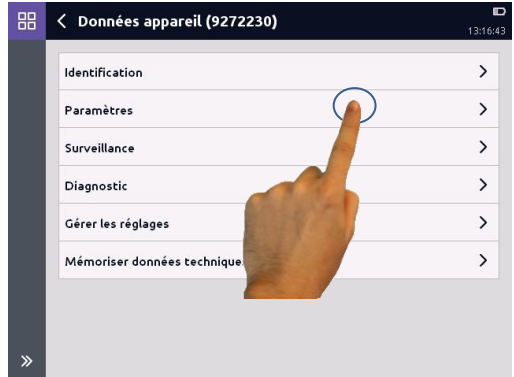 Données appareil (9272230)
13:16:43
Identification
Paramètres
Surveillance
Diagnostic
Gérer les réglages
Mémoriser données technique